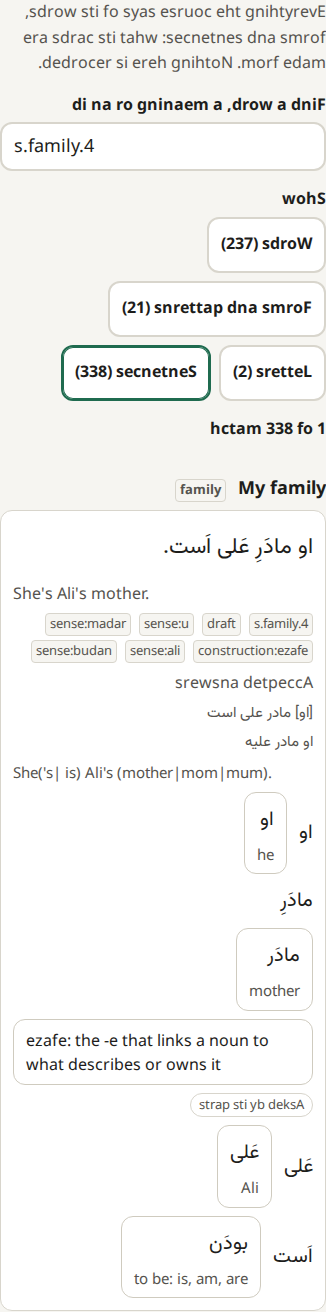 ,sdrow sti fo syas esruoc eht gnihtyrevE
era sdrac sti tahw :secnetnes dna smrof
.dedrocer si ereh gnihtoN .morf edam
di na ro gninaem a ,drow a dniF
s.family.4
wohS
(237) sdroW
(21) snrettap dna smroF
(338) secnetneS (2) sretteL
hctam 338 fo 1
family My family
او مادَرِ عَلی اَست.
She's Ali's mother.
sense:madar sense:u draft s.family.4
sense:budan sense:ali construction:ezafe
srewsna detpeccA
[او] مادر علی است
او مادر علیه
She('s| is) Ali's (mother|mom|mum).
او
او
he
مادَرِ
مادَر
mother
ezafe: the -e that links a noun to
what describes or owns it
strap sti yb deksA
عَلی
عَلی
Ali
اَست
بودَن
to be: is, am, are